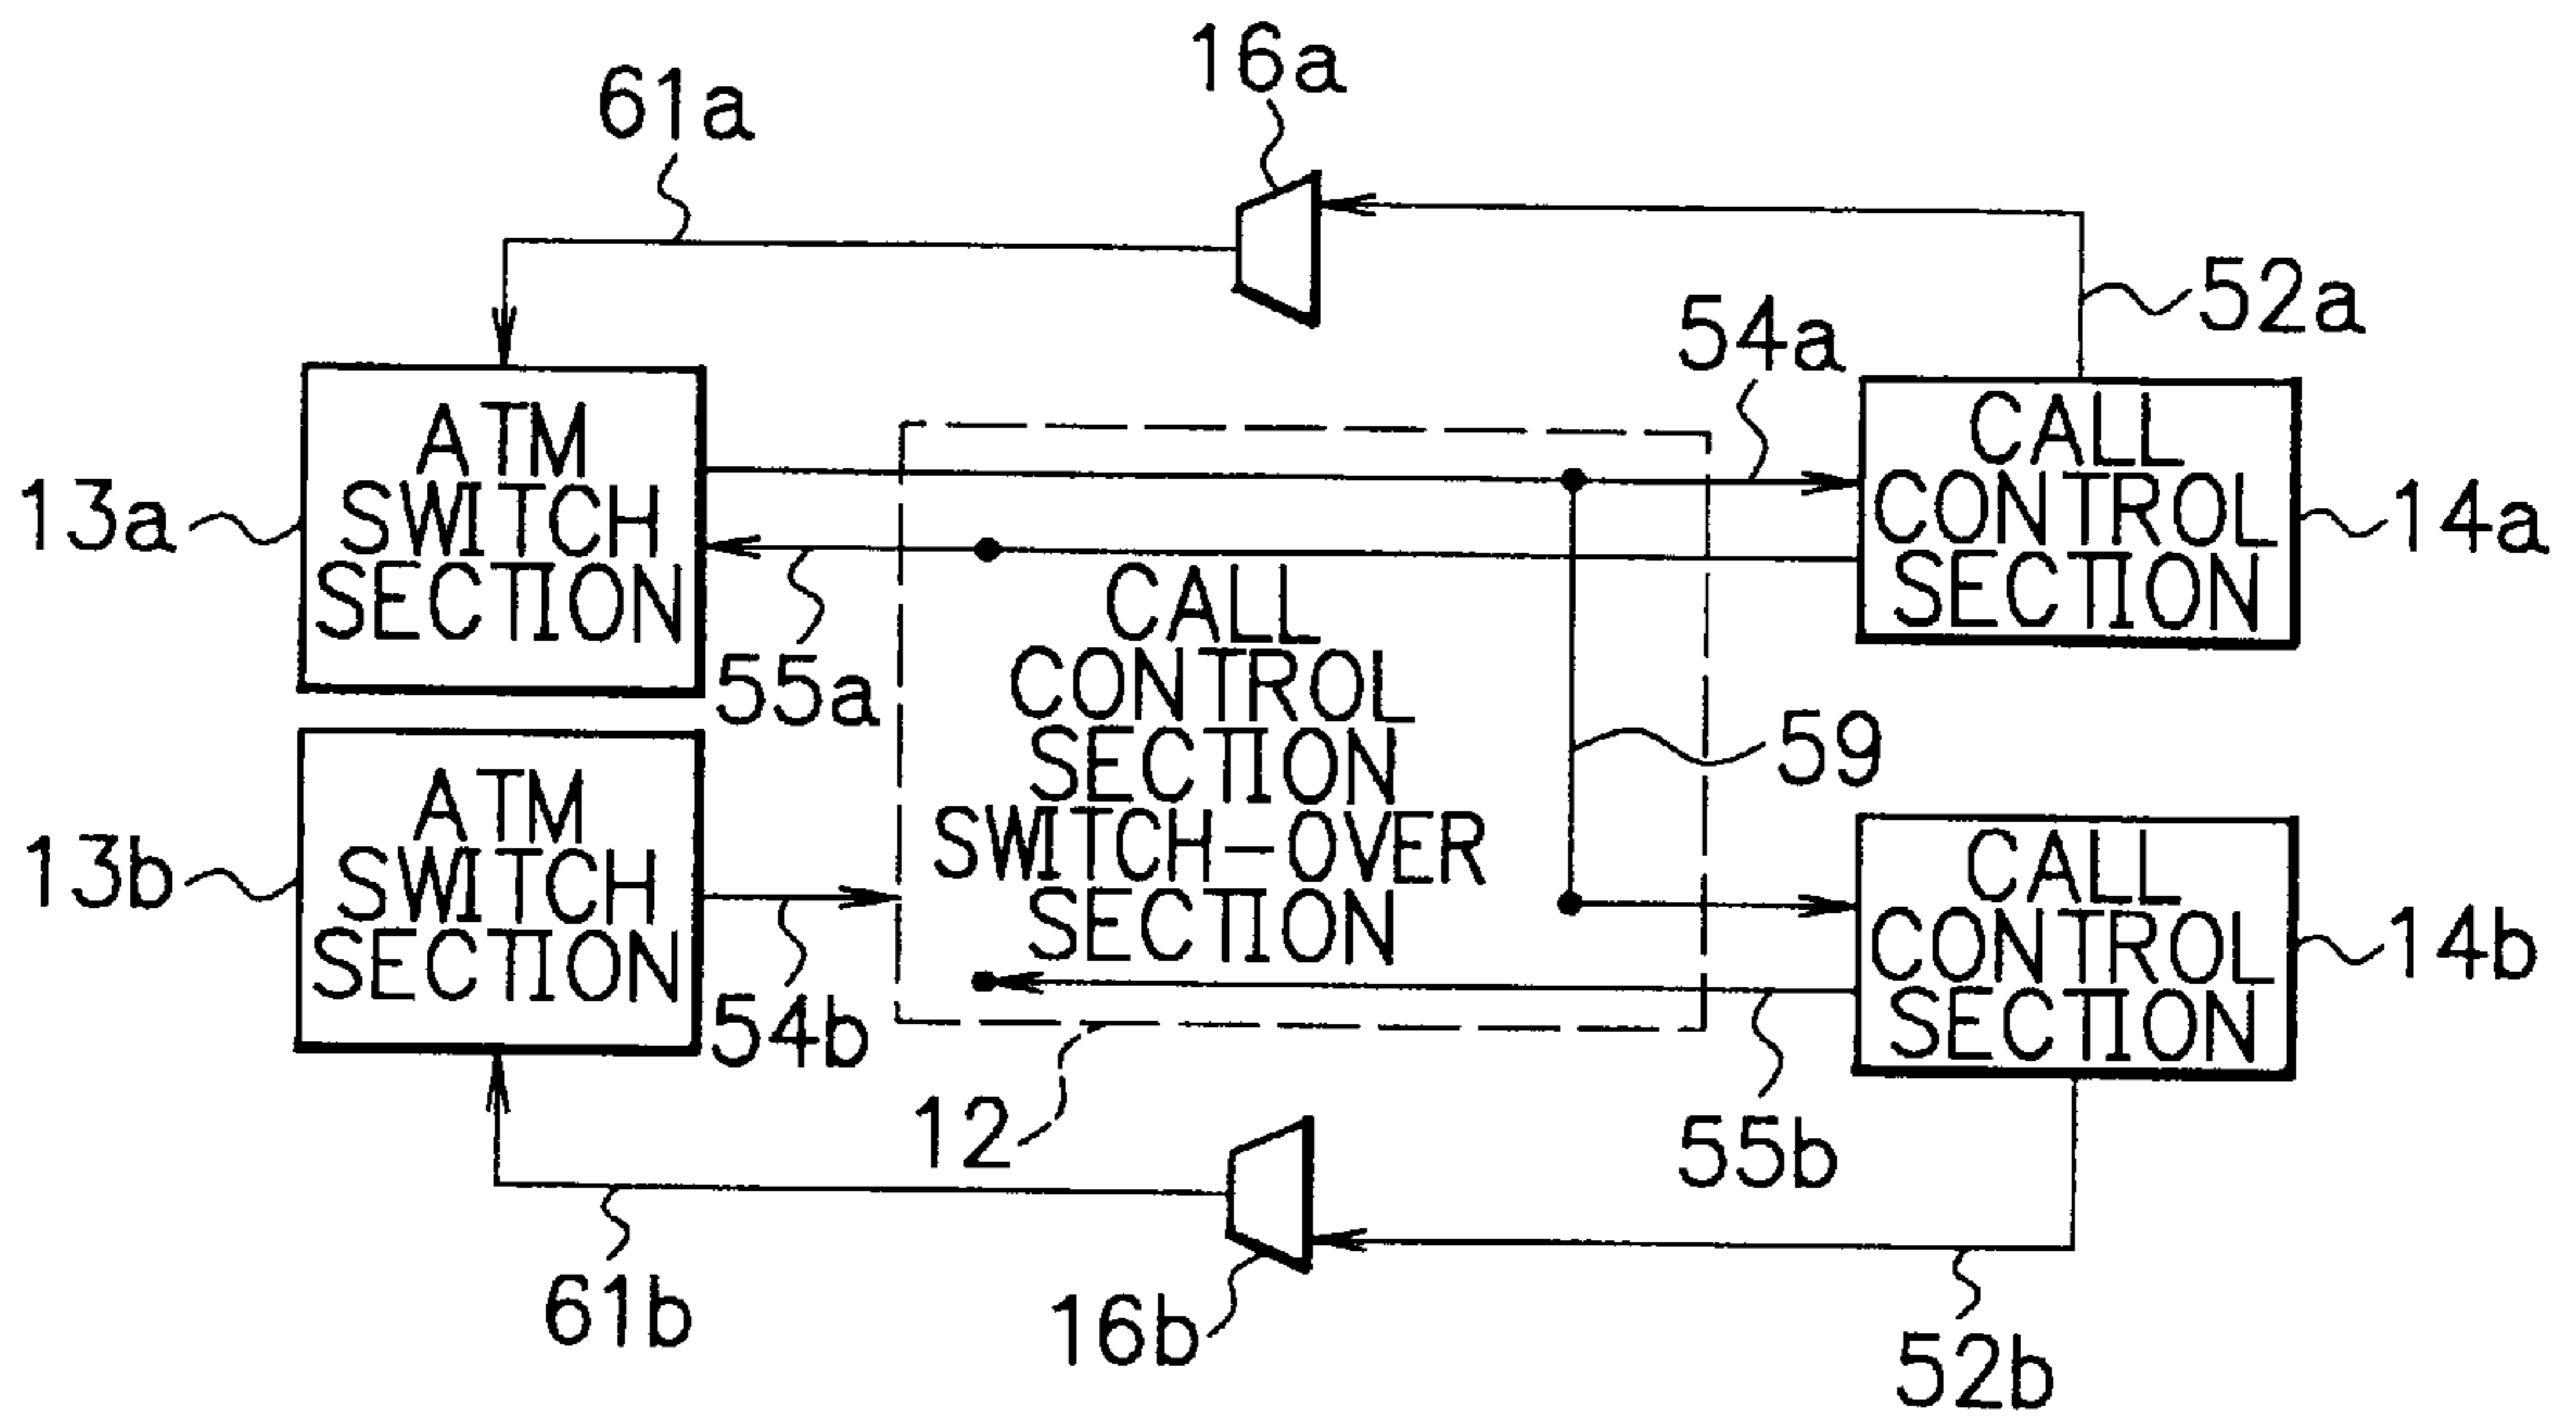 16a
61a
52a
54a
ATM
SWITCH
SECTION
13a
CALL
CONTROL
SECTION
14a
55a
CALL
CONTROL
SECTION
SWITCH-OVER
SECTION
59
ATM
SWITCH
SECTION
13b
CALL
CONTROL
SECTION
14b
54b
12
55b
61b
16b
52b